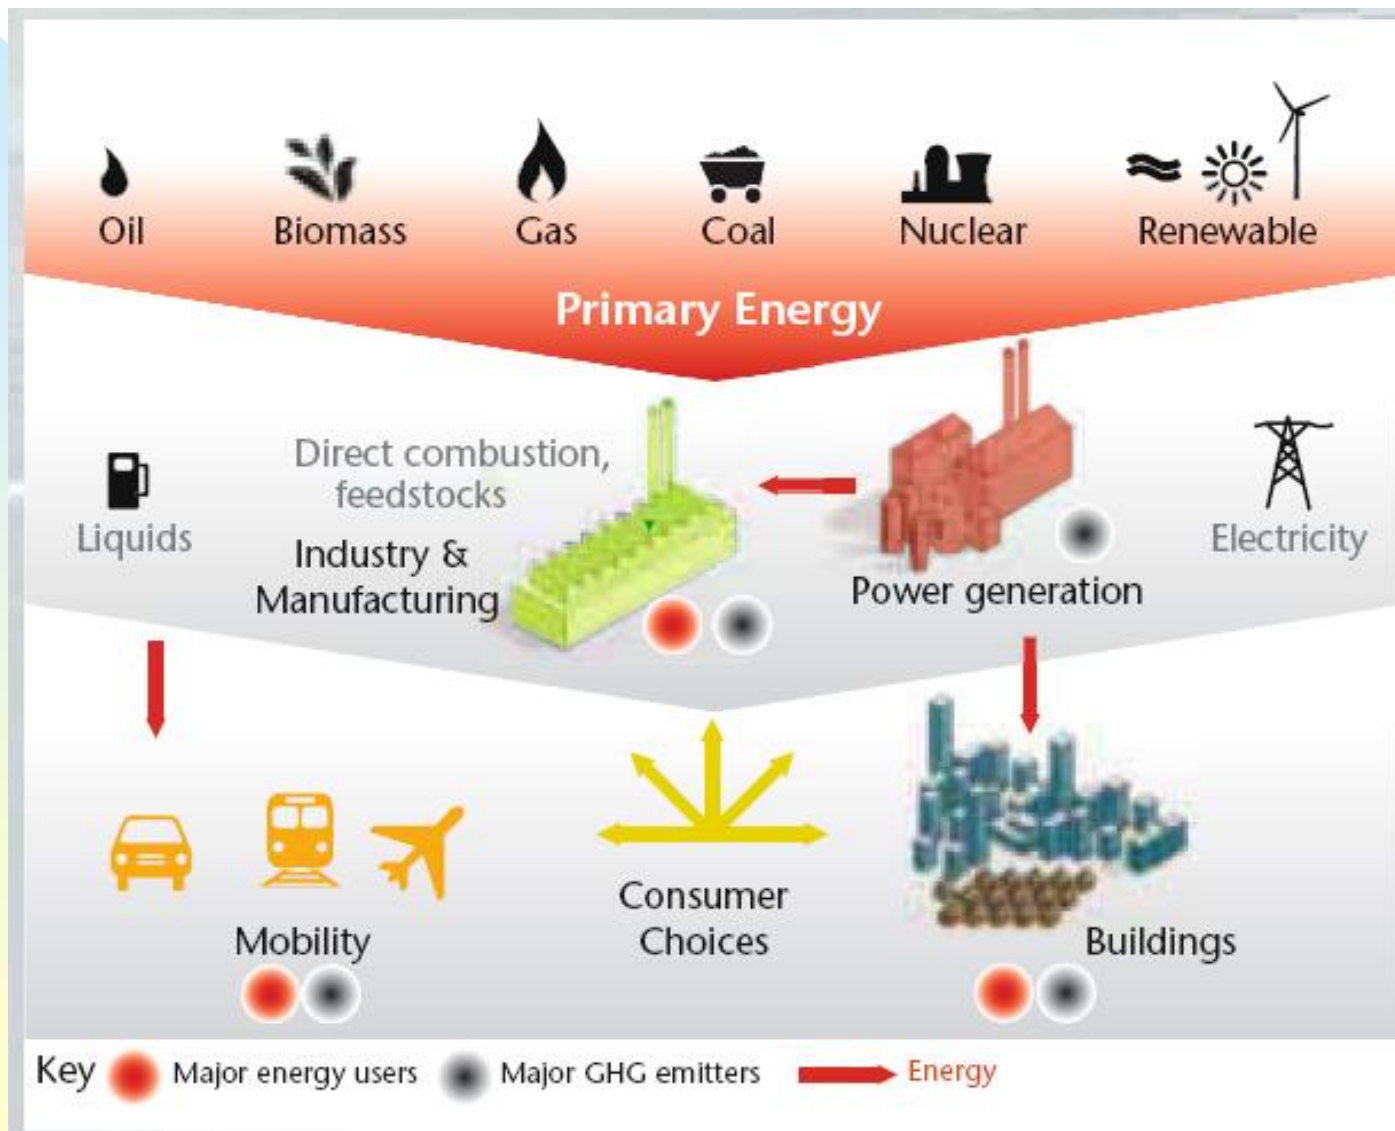 Oil
Biomass
Gas
Coal
Nuclear
Renewable
Primary Energy
Direct combustion,
feedstocks
Liquids
Industry &
Manufacturing
Power generation
Electricity
Mobility
Consumer
Choices
Buildings
Key
Major energy users
Major GHG emitters
Energy